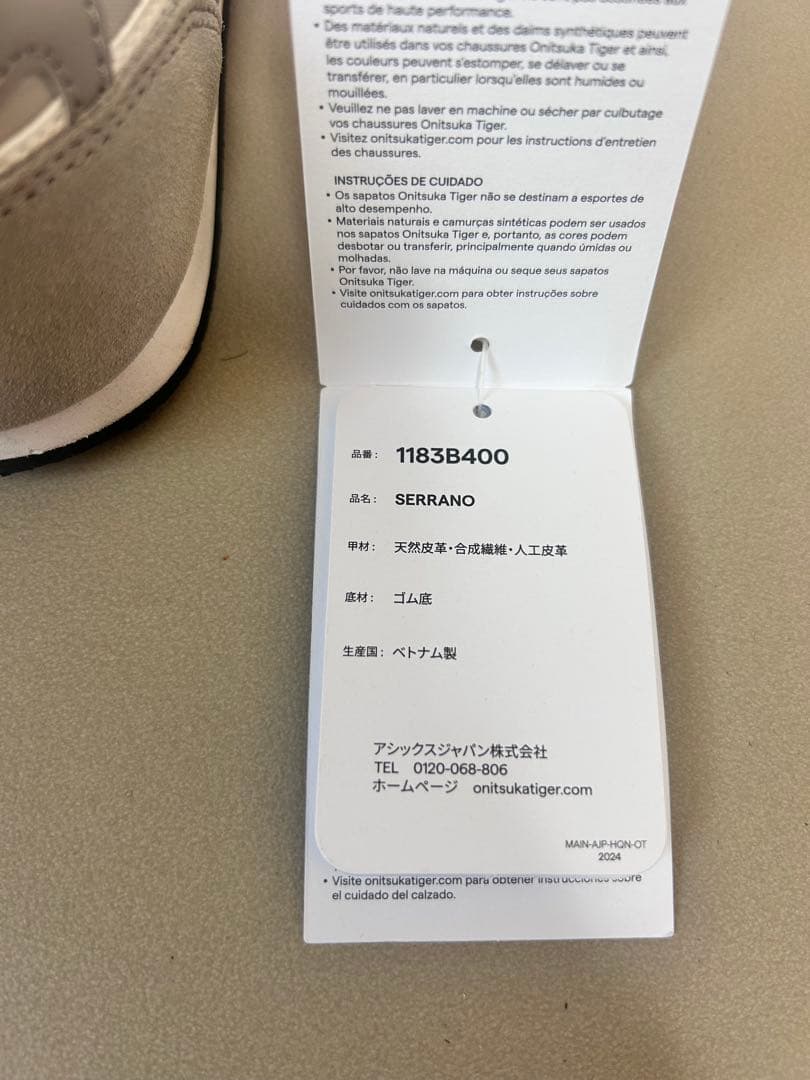 sports de haute performance.
• Des matériaux naturels et des daims synthétiques peuvent
être utilisés dans vos chaussures Onitsuka Tiger et ainsi,
les couleurs peuvent s'estomper, se délaver ou se
transférer, en particulier lorsqu'elles sont humides ou
mouillées.
• Veuillez ne pas laver en machine ou sécher par culbutage
vos chaussures Onitsuka Tiger.
• Visitez onitsukatiger.com pour les instructions d'entretien
des chaussures.
INSTRUÇÕES DE CUIDADO
• Os sapatos Onitsuka Tiger não se destinam a esportes de
alto desempenho.
• Materiais naturais e camurças sintéticas podem ser usados
nos sapatos Onitsuka Tiger e, portanto, as cores podem
desbotar ou transferir, principalmente quando úmidas ou
molhadas.
• Por favor, não lave na máquina ou seque seus sapatos
Onitsuka Tiger.
• Visite onitsukatiger.com para obter instruções sobre
cuidados com os sapatos.
品番: 1183B400
品名: SERRANO
甲材: 天然皮革・合成繊維・人工皮革
底材: ゴム底
生産国: ベトナム製
アシックスジャパン株式会社
TEL 0120-068-806
ホームページ onitsukatiger.com
MAIN-AJP-HQN-OT
2024
• Visite onitsukatiger.com para obtener instrucciones sobre
el cuidado del calzado.